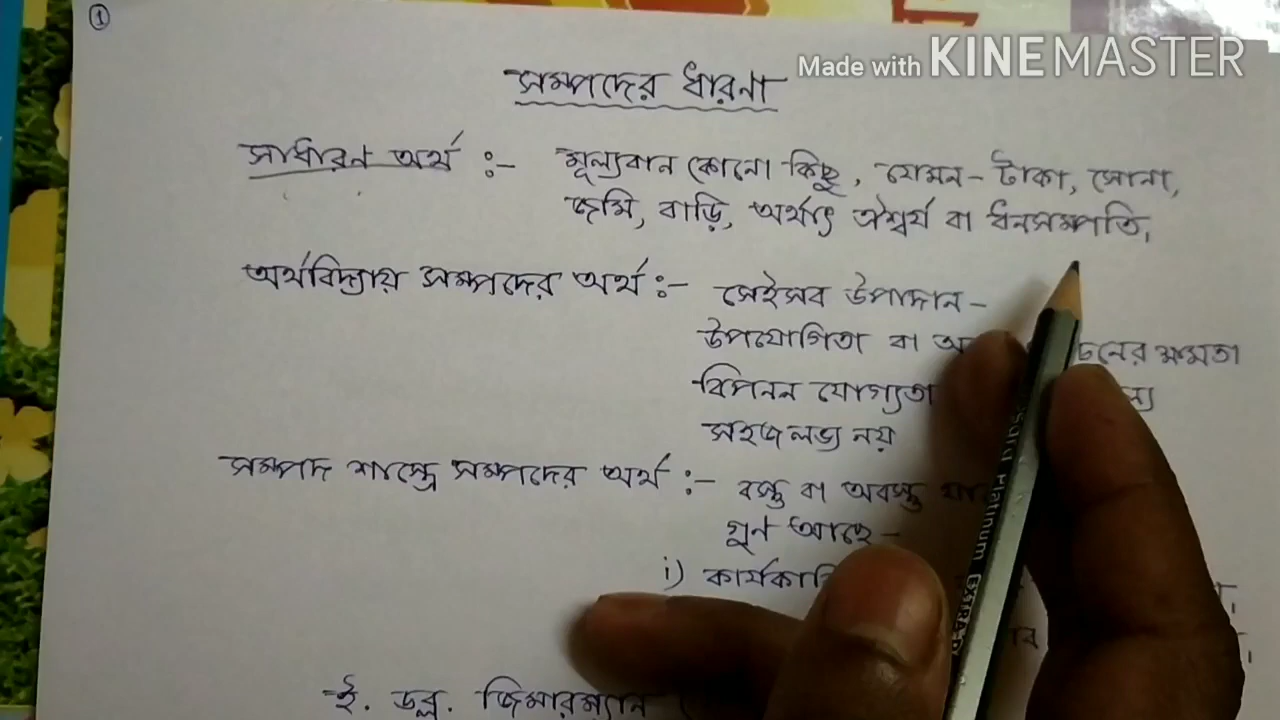 ①
Made with KINEMASTER
সম্পদের ধারনা
সাধারন অর্থ :- মূল্যবান কোনো কিছু, যেমন- টাকা, সোনা,
জমি, বাড়ি, অর্থাৎ ঐশ্বর্য বা ধনসম্পতি,
অর্থবিদ্যায় সম্পদের অর্থ :- সেইসব উপাদান-
উপযোগিতা বা ক্ষমতা
বিপনন যোগ্যতা
সহজলভ্য নয়
সম্পদ শাস্ত্রে সম্পদের অর্থ :- বস্তু বা অবস্তু
গুন আছে-
i)
ই. ডব্লু. জিমারম্যান